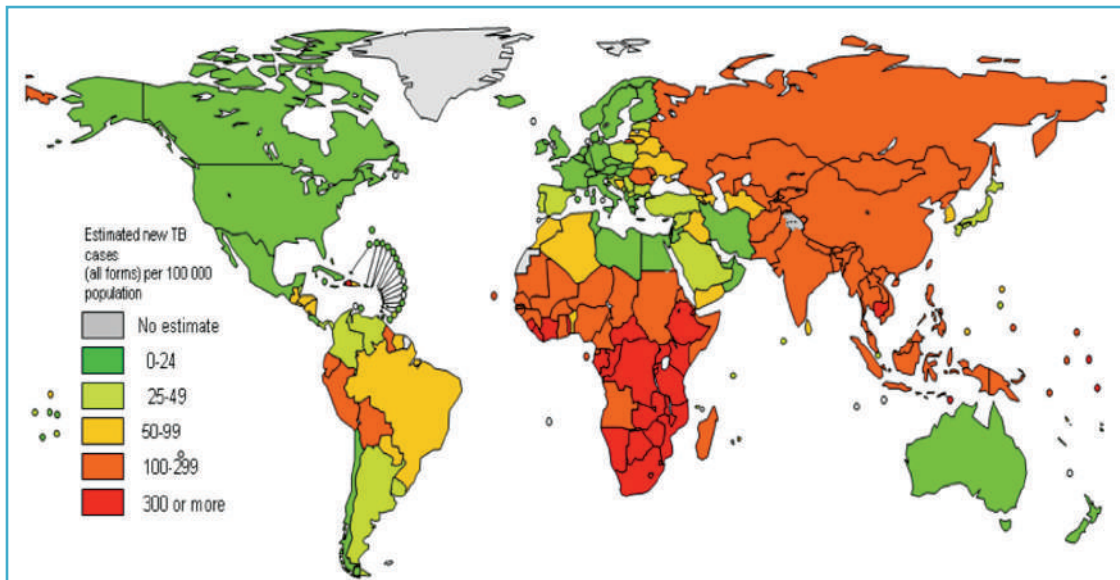 Estimated new TB
cases
(all forms) per 100 000
population
No estimate
0-24
25-49
50-99
100-299
300 or more